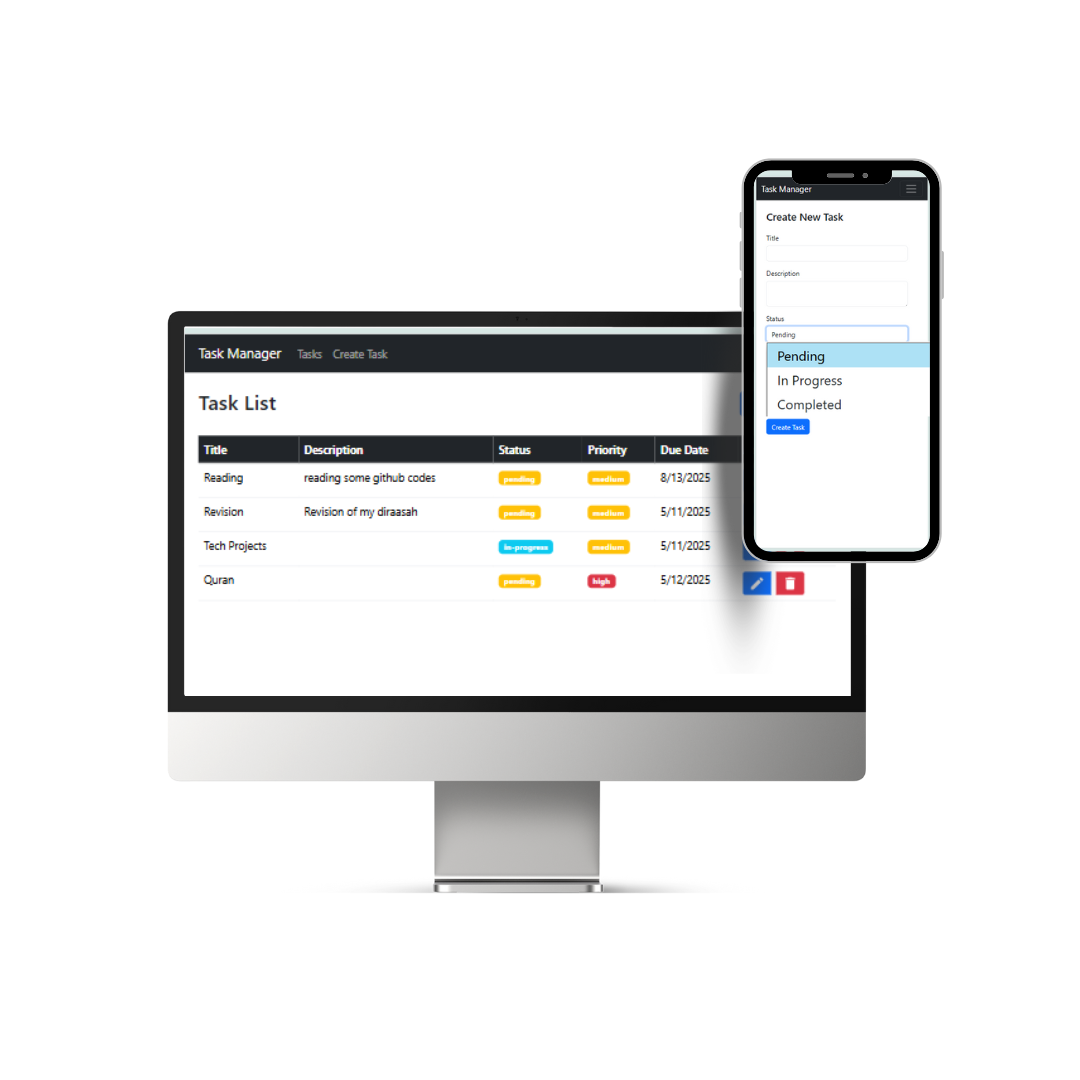 Task Manager
Create New Task
Title
Description
Status
Pending
Pending
In Progress
Completed
Create Task
Task Manager Tasks Create Task
Task List
Title Description Status Priority Due Date
Reading reading some github codes pending medium 8/13/2025
Revision Revision of my diraasah pending medium 5/11/2025
Tech Projects in-progress medium 5/11/2025
Quran pending high 5/12/2025